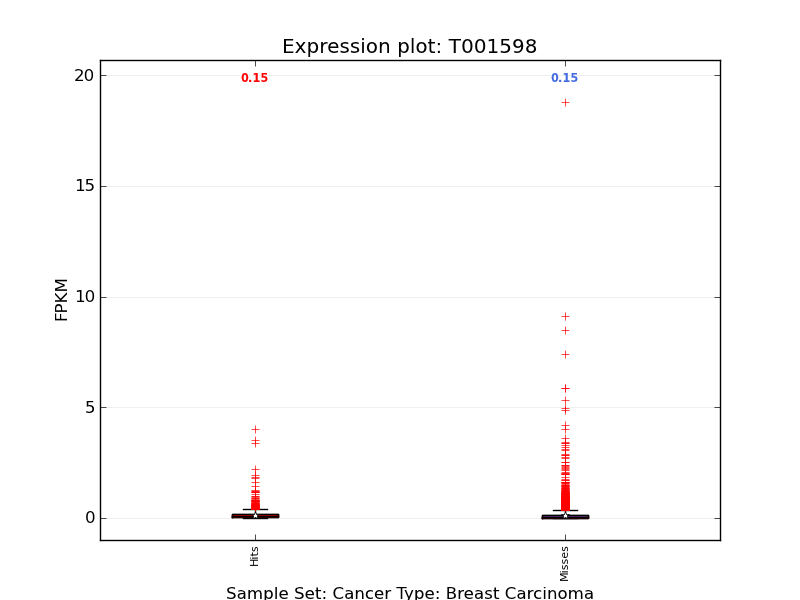 Expression plot: T001598
0.15 0.15
20
15
10
5
0
FPKM
Hits Misses
Sample Set: Cancer Type: Breast Carcinoma